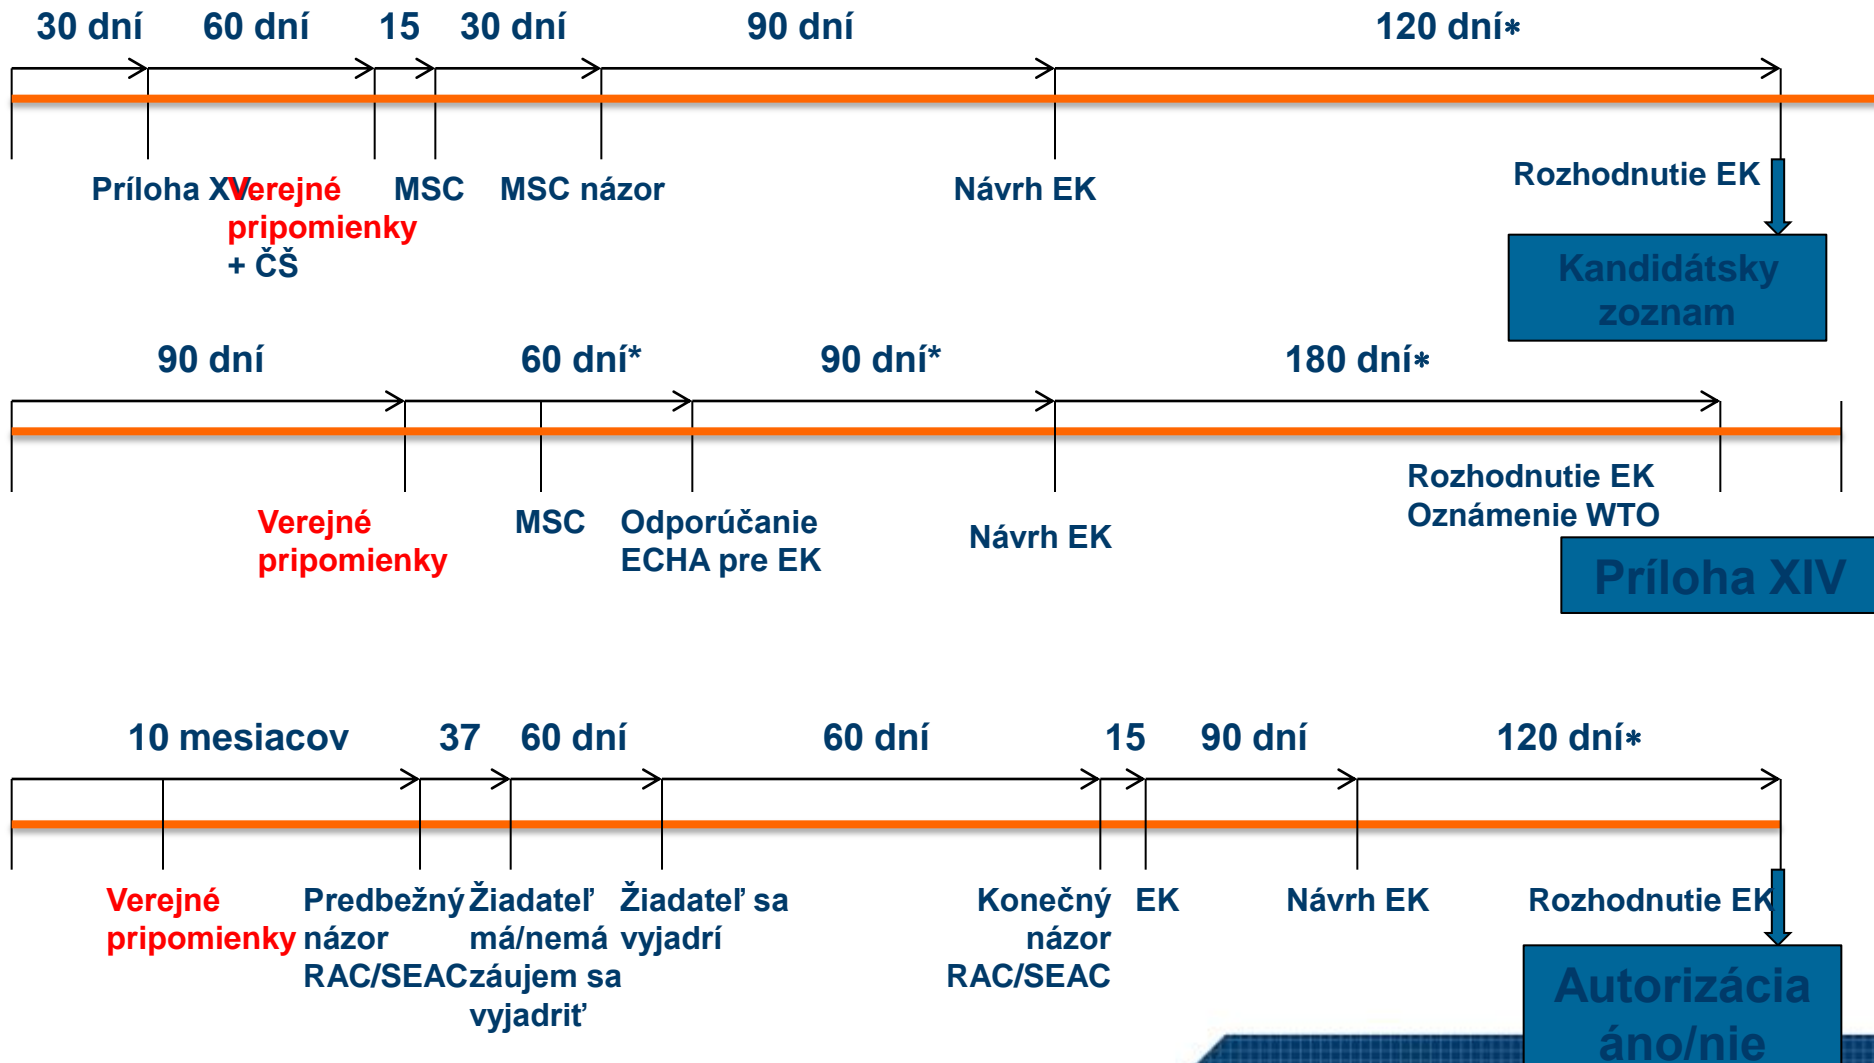 30 dní 60 dní 15 30 dní 90 dní 120 dní*
Príloha XV
Verejné
pripomienky
+ ČŠ
MSC
MSC názor
Návrh EK
Rozhodnutie EK
Kandidátsky
zoznam
90 dní 60 dní* 90 dní* 180 dní*
Verejné
pripomienky
MSC
Odporúčanie
ECHA pre EK
Návrh EK
Rozhodnutie EK
Oznámenie WTO
Príloha XIV
10 mesiacov 37 60 dní 60 dní 15 90 dní 120 dní*
Verejné
pripomienky
Predbežný
názor
RAC/SEAC
Žiadateľ
má/nemá
záujem sa
vyjadriť
Žiadateľ sa
vyjadrí
Konečný
názor
RAC/SEAC
EK
Návrh EK
Rozhodnutie EK
Autorizácia
áno/nie